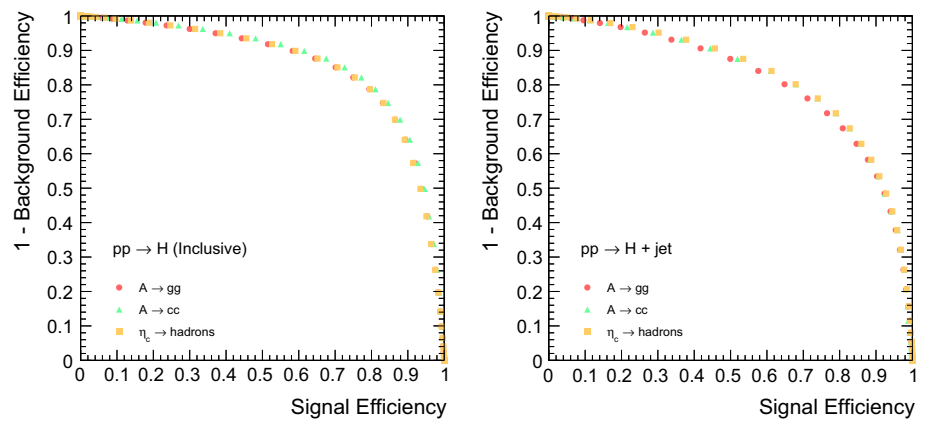 1 - Background Efficiency
1
0.9
0.8
0.7
0.6
0.5
0.4
0.3
0.2
0.1
0
pp → H (Inclusive)
A → gg
A → cc
η_c → hadrons
0 0.1 0.2 0.3 0.4 0.5 0.6 0.7 0.8 0.9 1
Signal Efficiency
1 - Background Efficiency
1
0.9
0.8
0.7
0.6
0.5
0.4
0.3
0.2
0.1
0
pp → H + jet
A → gg
A → cc
η_c → hadrons
0 0.1 0.2 0.3 0.4 0.5 0.6 0.7 0.8 0.9 1
Signal Efficiency